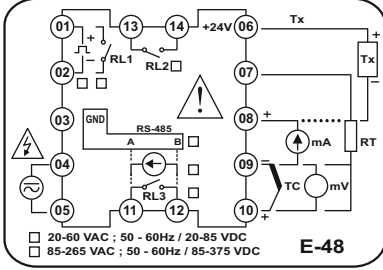 01 13 14 +24V 06 Tx
+ − RL1 RL2 + Tx −
02 07
03 GND RS-485 08 + mA RT
A B
04 09 − TC mV
RL3
05 11 12 10 +
20-60 VAC ; 50 - 60Hz / 20-85 VDC
85-265 VAC ; 50 - 60Hz / 85-375 VDC
E-48